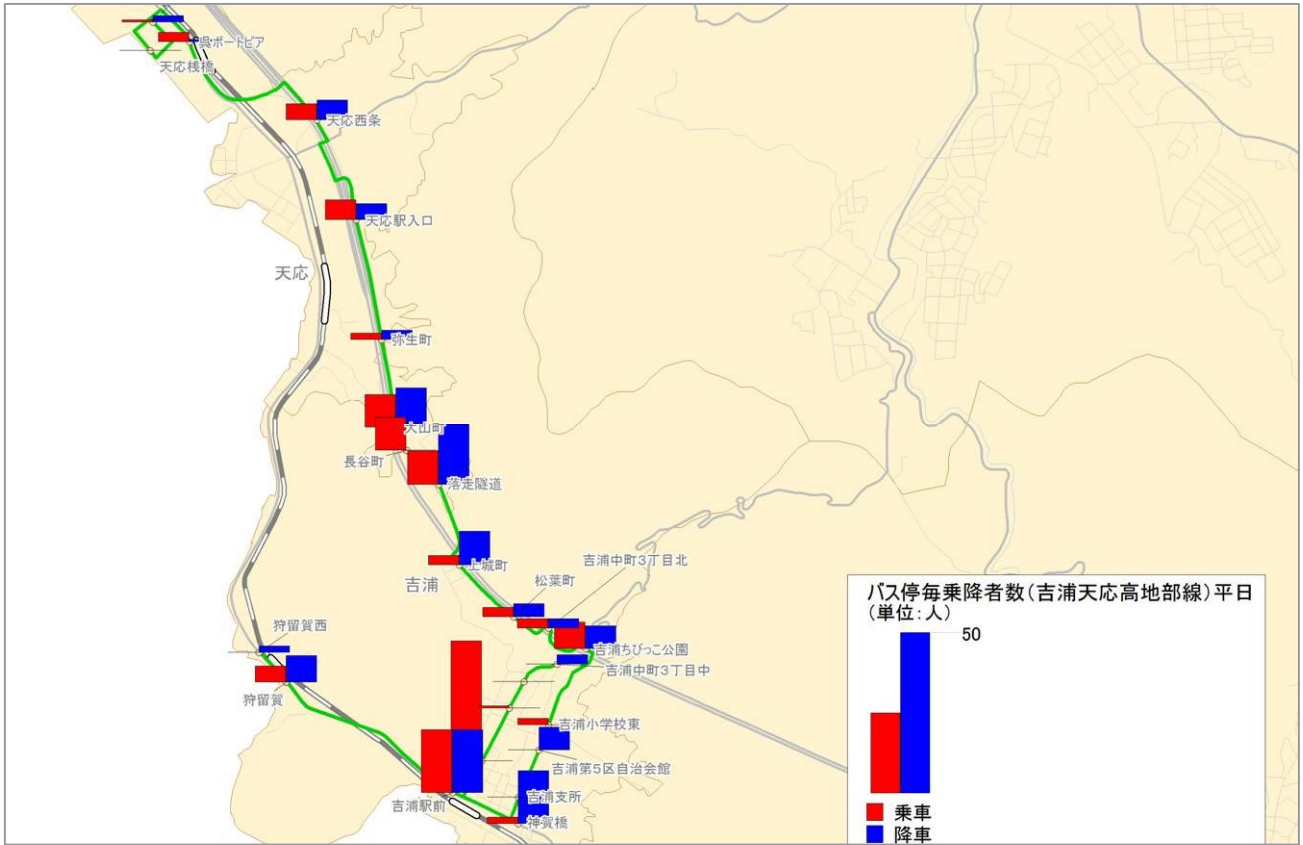 呉ポートピア
天応桟橋
天応西条
天応駅入口
天応
弥生町
大山町
長谷町
落走隧道
上城町
吉浦中町3丁目北
松葉町
吉浦
バス停毎乗降者数(吉浦天応高地部線)平日
(単位:人)
50
乗車
降車
狩留賀西
吉浦ちびっこ公園
吉浦中町3丁目中
狩留賀
吉浦小学校東
吉浦第5区自治会館
吉浦支所
吉浦駅前
神賀橋